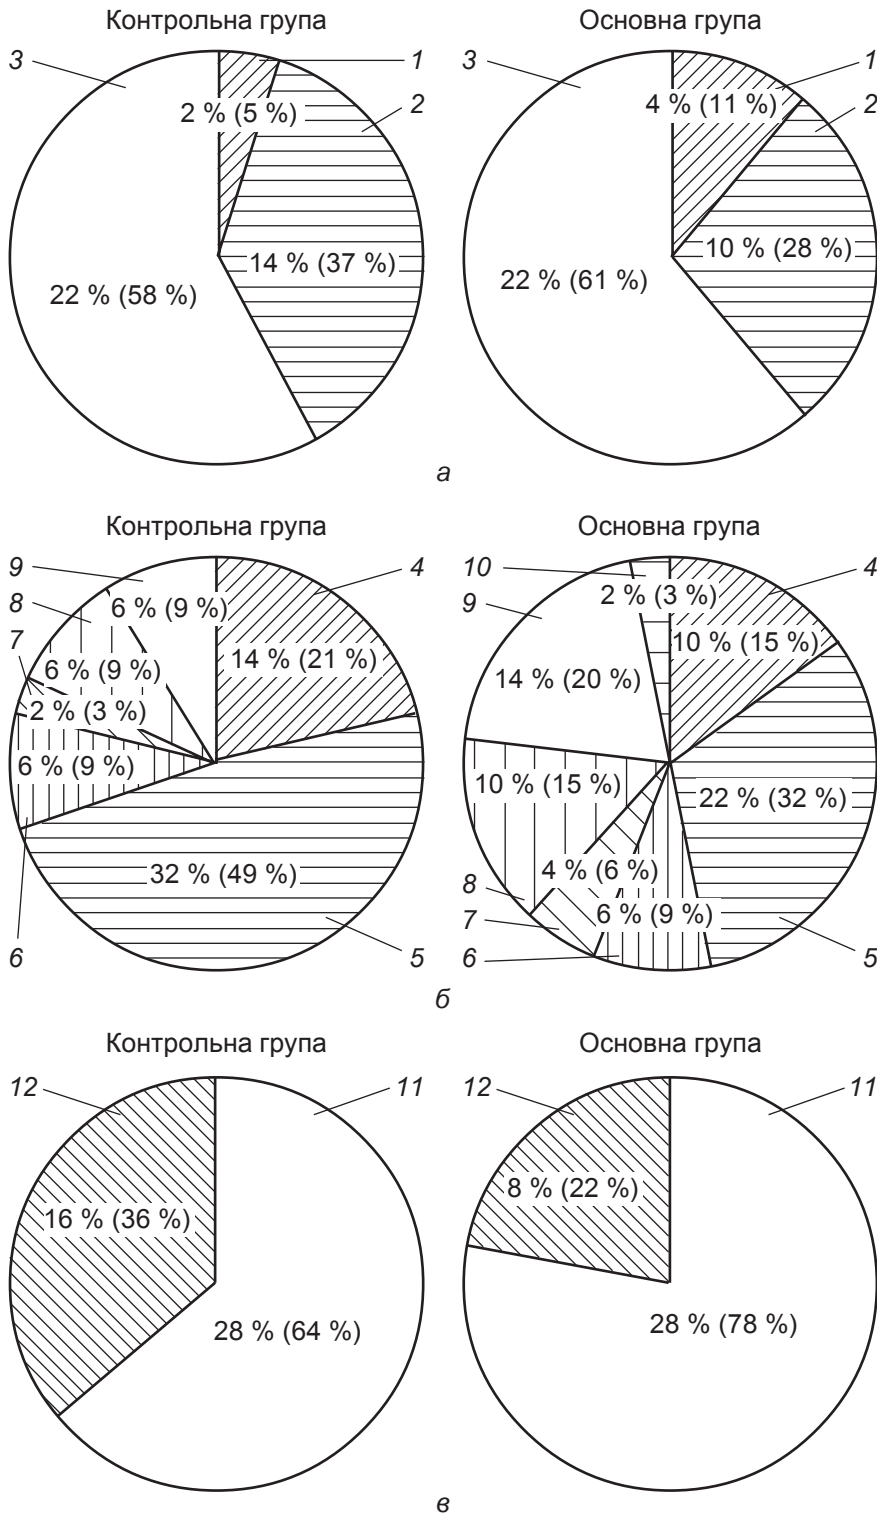 Контрольна група
Основна група
3
1
3
1
2 % (5 %)
4 % (11 %)
2
2
14 % (37 %)
10 % (28 %)
22 % (58 %)
22 % (61 %)
а
Контрольна група
Основна група
9
4
10
4
8
6 % (9 %)
2 % (3 %)
9
7
14 % (21 %)
10 % (15 %)
6 % (9 %)
14 % (20 %)
2 % (3 %)
6 % (9 %)
10 % (15 %)
22 % (32 %)
32 % (49 %)
4 % (6 %)
8
6 % (9 %)
7
6
5
6
5
б
Контрольна група
Основна група
12
11
12
11
16 % (36 %)
8 % (22 %)
28 % (64 %)
28 % (78 %)
в